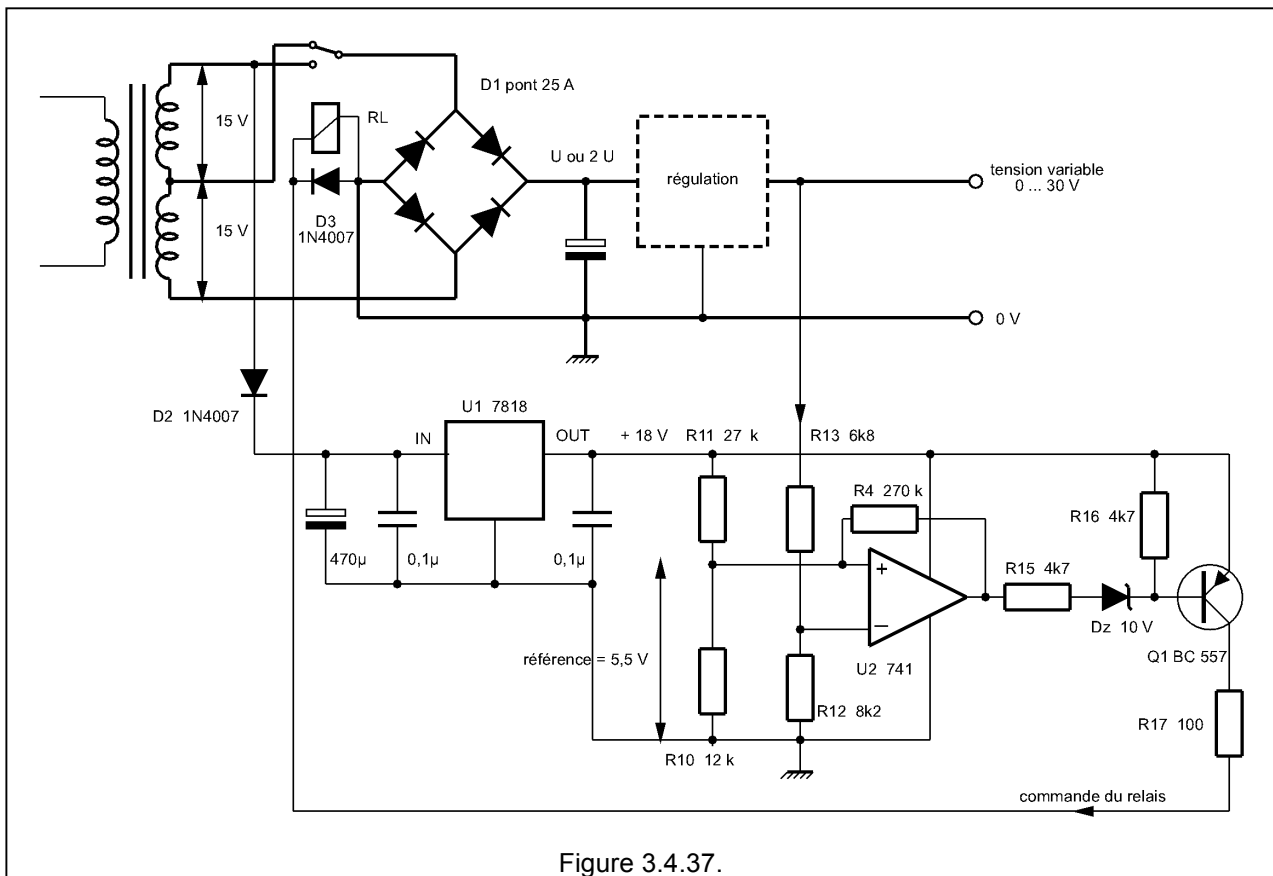 D1 pont 25 A
15 V
RL
U ou 2 U
régulation
tension variable
0 ... 30 V
15 V
D3
1N4007
0 V
D2 1N4007
U1 7818
IN
OUT
+ 18 V
R11 27 k
R13 6k8
R4 270 k
R16 4k7
470µ
0,1µ
0,1µ
+
R15 4k7
−
Dz 10 V
référence = 5,5 V
U2 741
Q1 BC 557
R12 8k2
R17 100
R10 12 k
commande du relais
Figure 3.4.37.